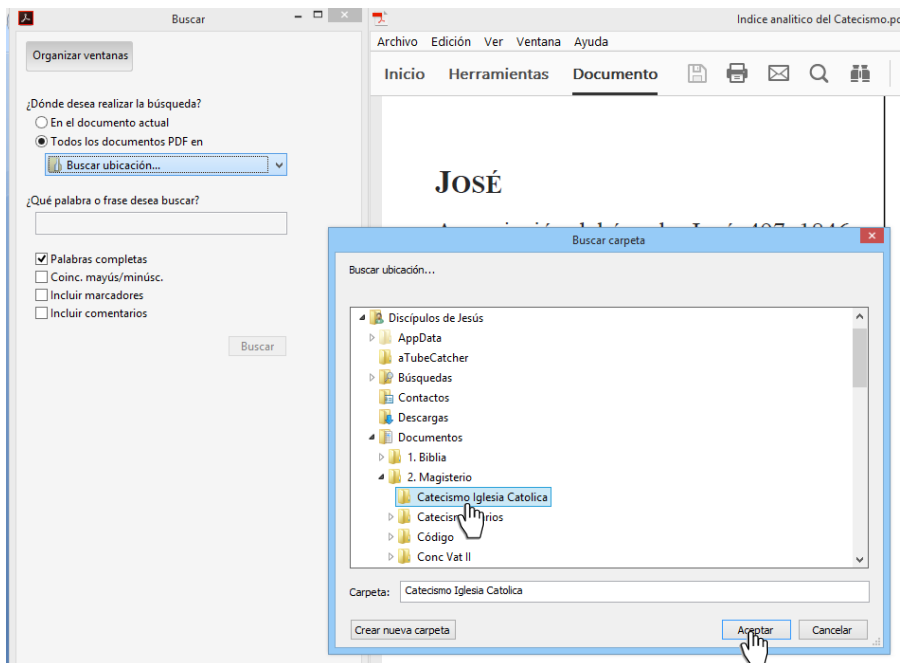 Buscar
Organizar ventanas
¿Dónde desea realizar la búsqueda?
En el documento actual
Todos los documentos PDF en
Buscar ubicación...
¿Qué palabra o frase desea buscar?
Palabras completas
Coinc. mayús/minúsc.
Incluir marcadores
Incluir comentarios
Buscar
Indice analitico del Catecismo.pd
Archivo Edición Ver Ventana Ayuda
Inicio Herramientas Documento
JOSÉ
Buscar carpeta
Buscar ubicación...
Discípulos de Jesús
AppData
aTubeCatcher
Búsquedas
Contactos
Descargas
Documentos
1. Biblia
2. Magisterio
Catecismo Iglesia Catolica
Código
Conc Vat II
Carpeta: Catecismo Iglesia Catolica
Crear nueva carpeta Aceptar Cancelar